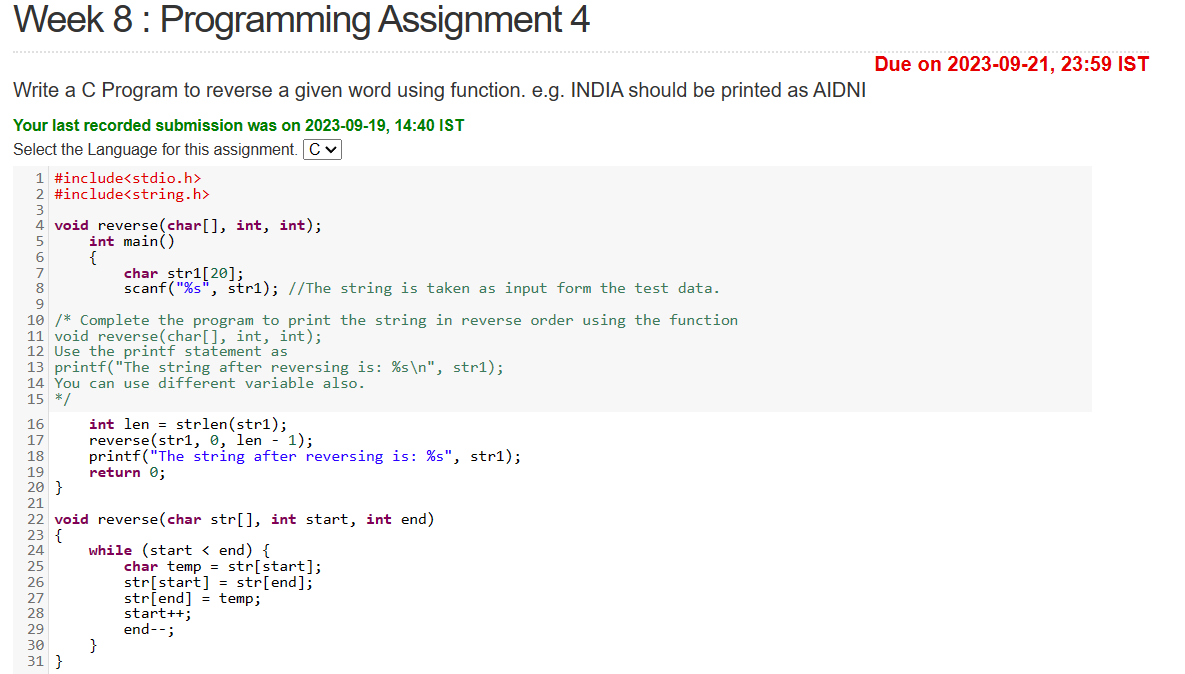 Week 8 : Programming Assignment 4
Due on 2023-09-21, 23:59 IST
Write a C Program to reverse a given word using function. e.g. INDIA should be printed as AIDNI
Your last recorded submission was on 2023-09-19, 14:40 IST
Select the Language for this assignment. C
1 #include<stdio.h>
2 #include<string.h>
3
4 void reverse(char[], int, int);
5     int main()
6     {
7         char str1[20];
8         scanf("%s", str1); //The string is taken as input form the test data.
9
10 /* Complete the program to print the string in reverse order using the function
11 void reverse(char[], int, int);
12 Use the printf statement as
13 printf("The string after reversing is: %s\n", str1);
14 You can use different variable also.
15 */
16     int len = strlen(str1);
17     reverse(str1, 0, len - 1);
18     printf("The string after reversing is: %s", str1);
19     return 0;
20 }
21
22 void reverse(char str[], int start, int end)
23 {
24     while (start < end) {
25         char temp = str[start];
26         str[start] = str[end];
27         str[end] = temp;
28         start++;
29         end--;
30     }
31 }